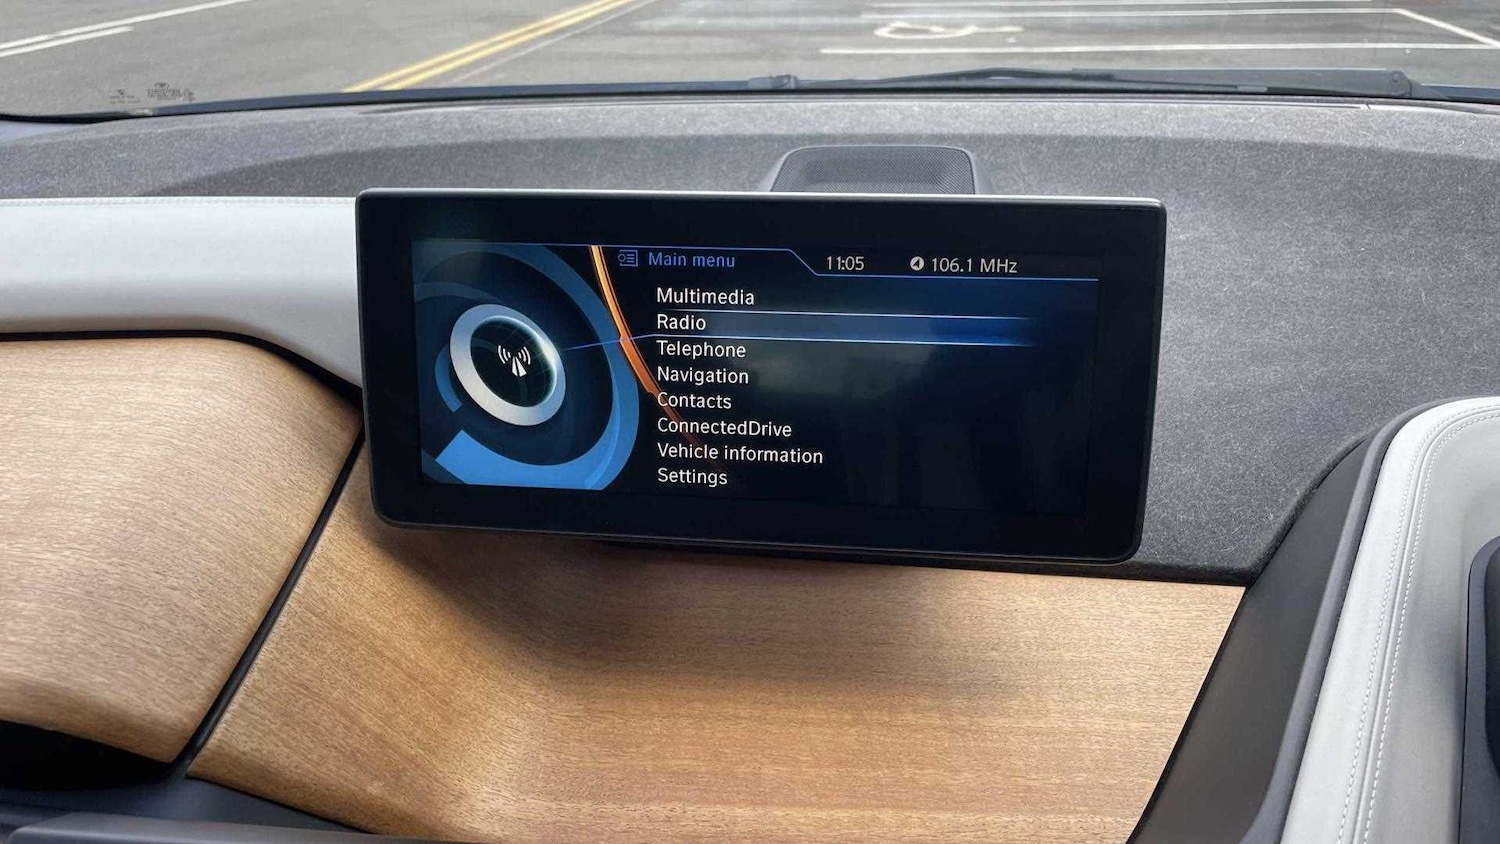 Main menu 11:05 106.1 MHz
Multimedia
Radio
Telephone
Navigation
Contacts
ConnectedDrive
Vehicle information
Settings